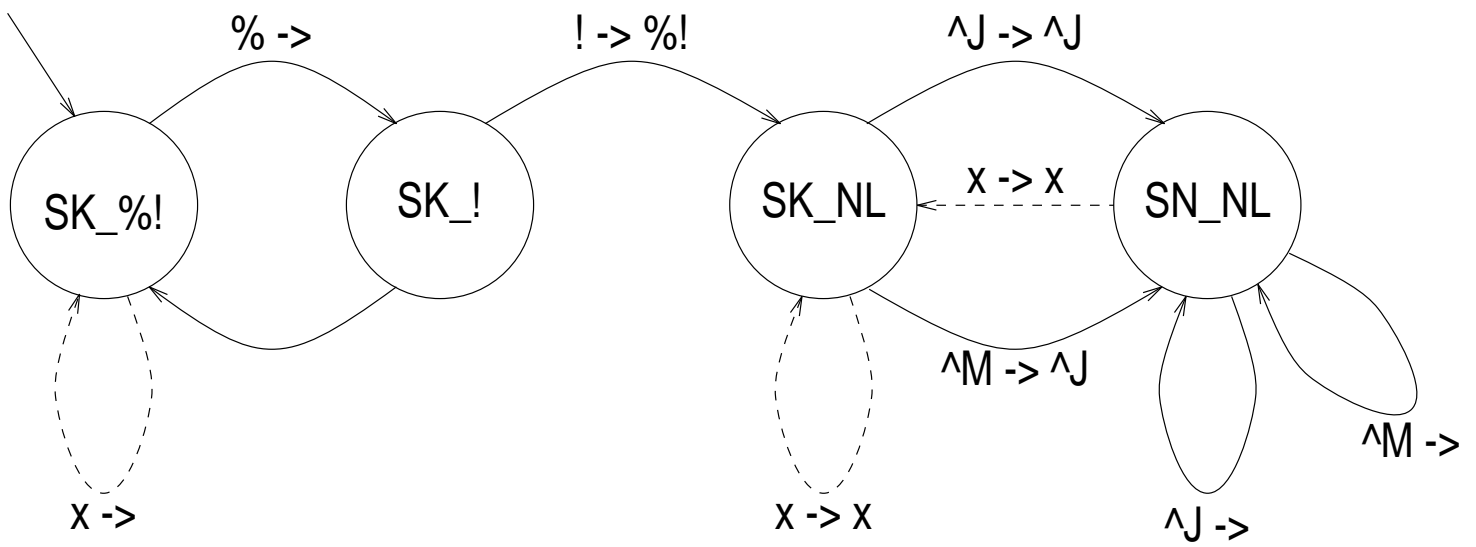 % ->
! -> %!
^J -> ^J
SK_%!
SK_!
SK_NL
x -> x
SN_NL
^M -> ^J
^M ->
x ->
x -> x
^J ->